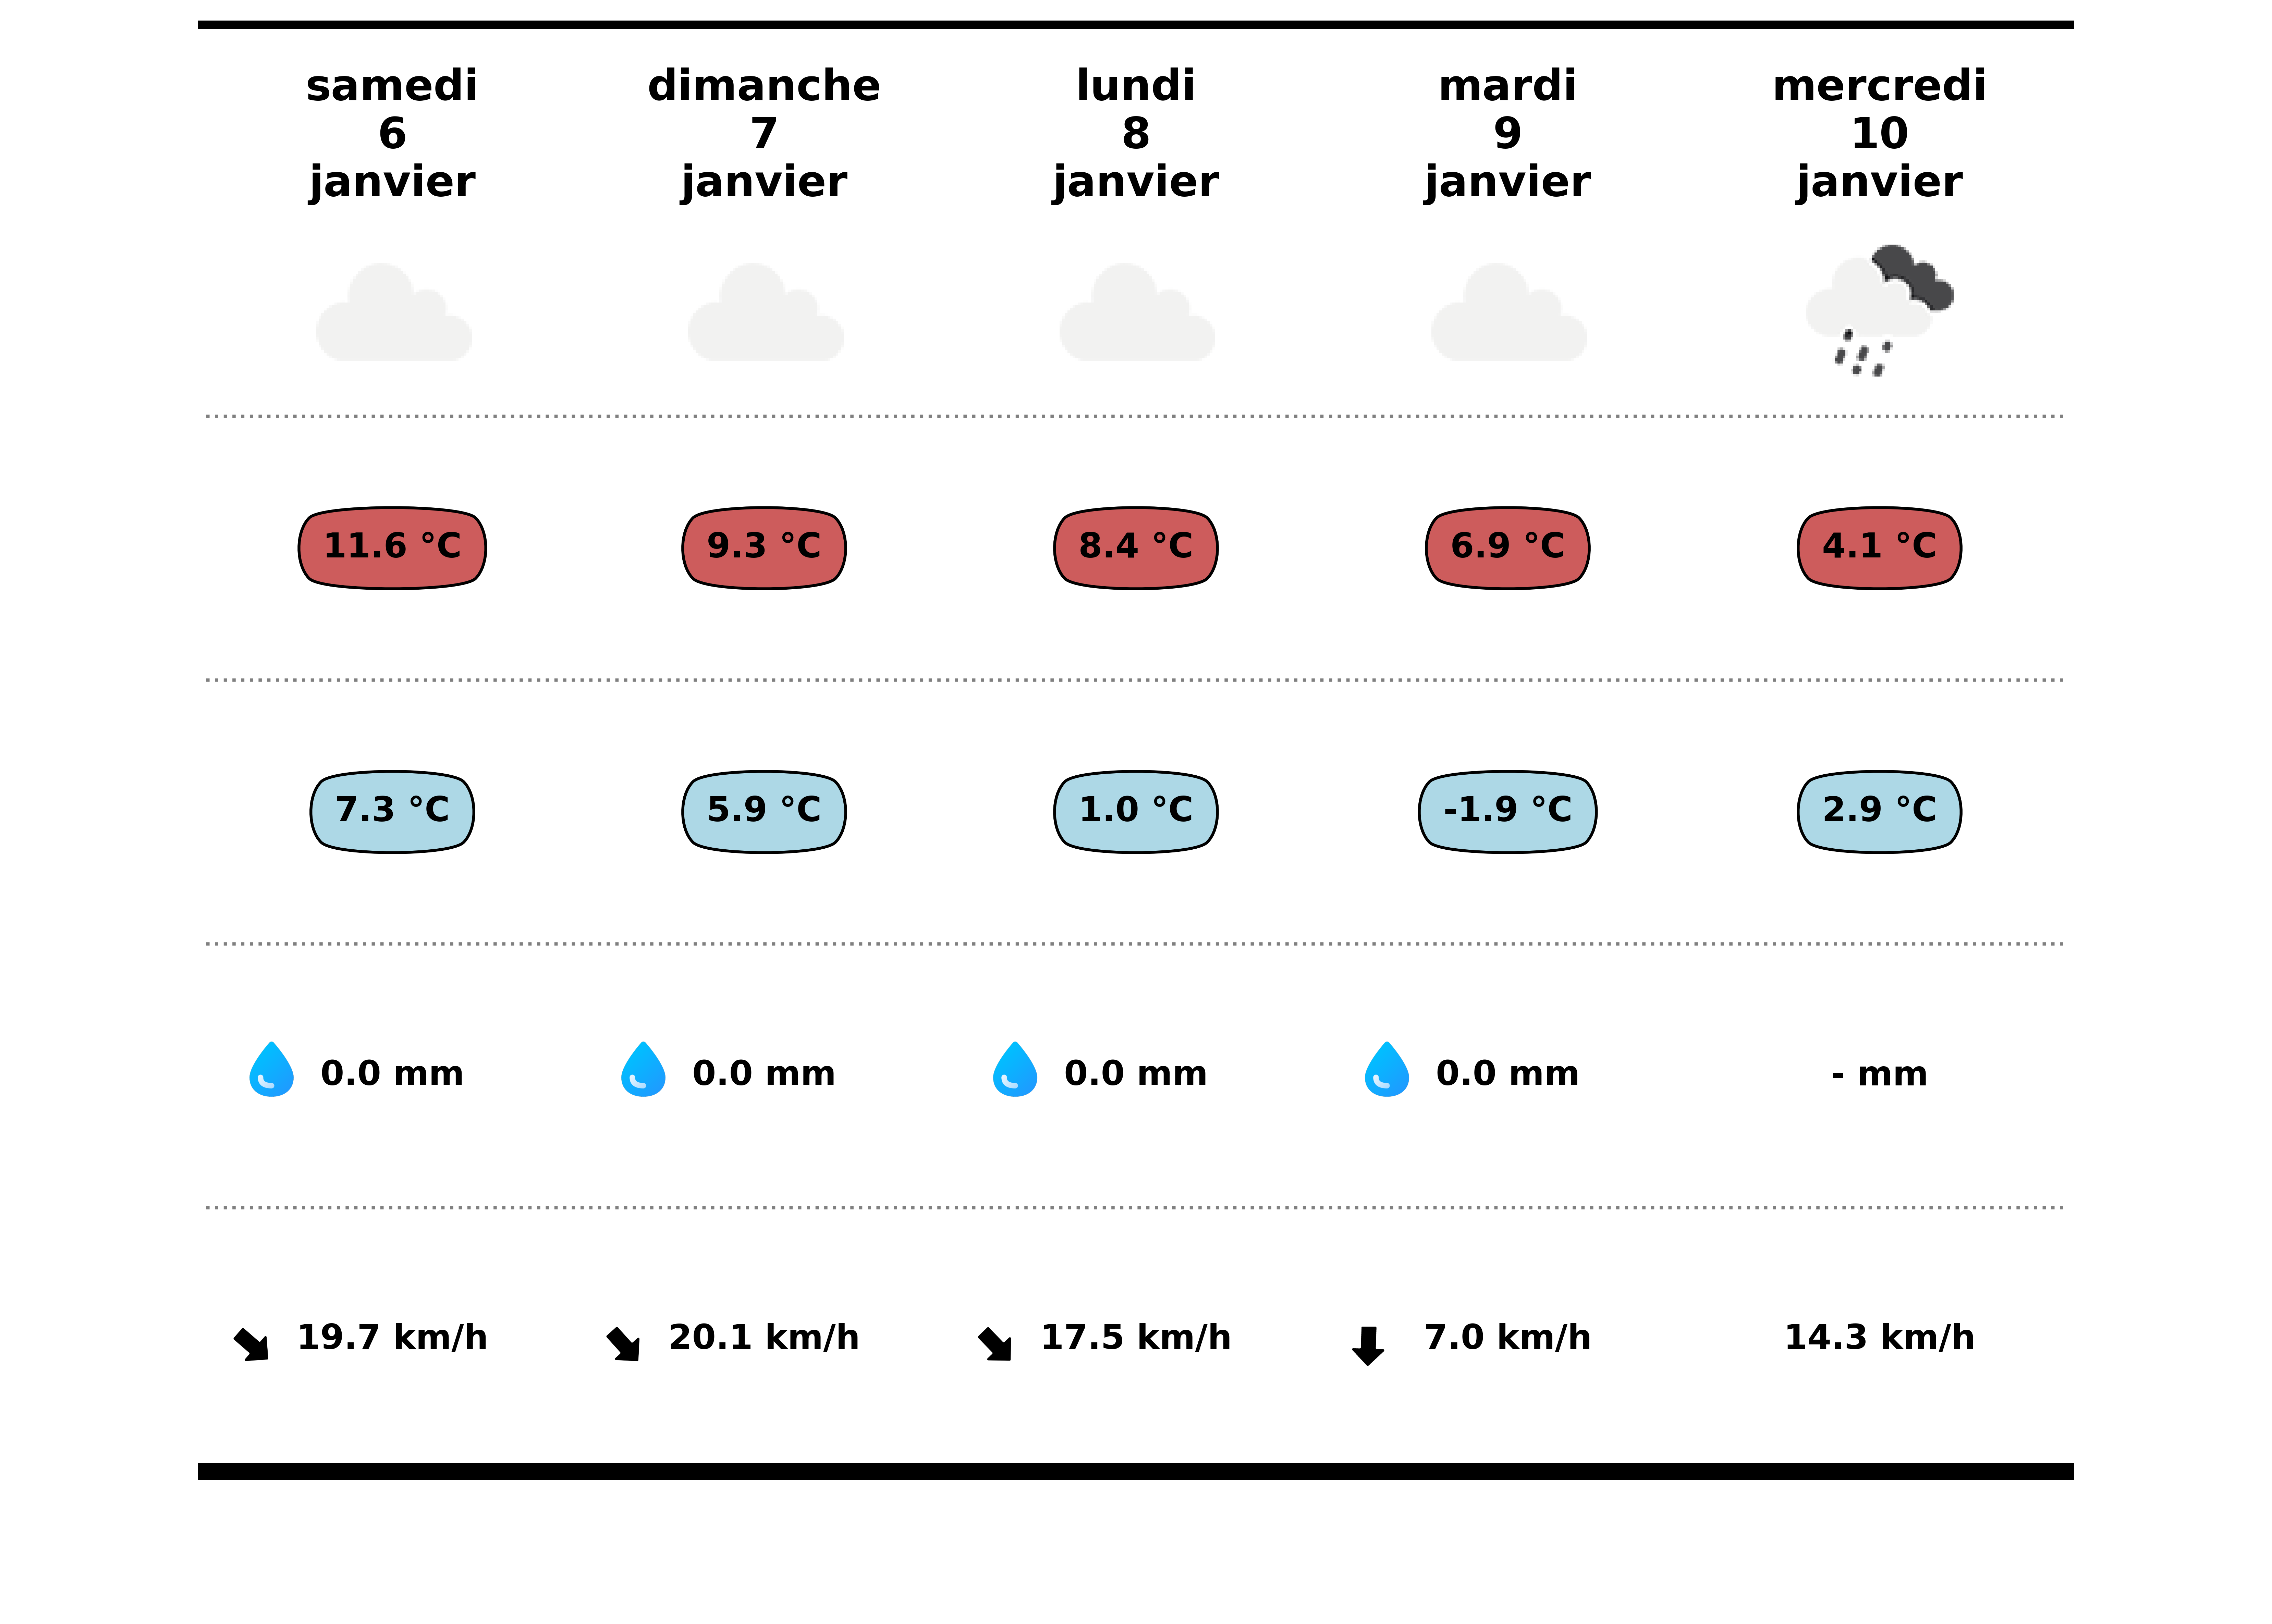 samedi
6
janvier
dimanche
7
janvier
lundi
8
janvier
mardi
9
janvier
mercredi
10
janvier
11.6 °C
9.3 °C
8.4 °C
6.9 °C
4.1 °C
7.3 °C
5.9 °C
1.0 °C
-1.9 °C
2.9 °C
0.0 mm
0.0 mm
0.0 mm
0.0 mm
- mm
19.7 km/h
20.1 km/h
17.5 km/h
7.0 km/h
14.3 km/h